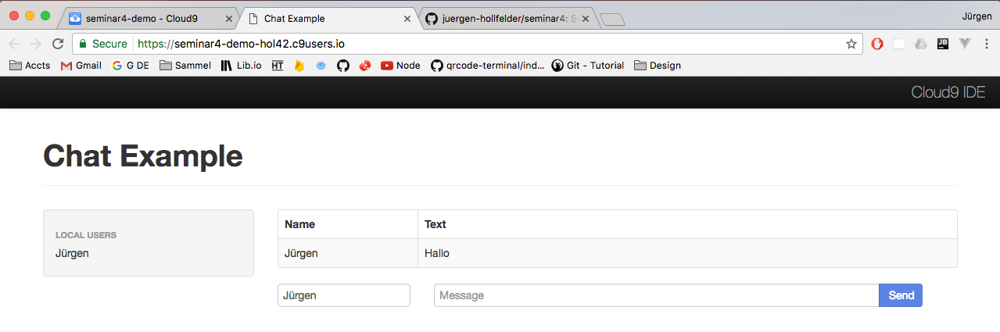 seminar4-demo - Cloud9
Chat Example
juergen-hollfelder/seminar4: S
Jürgen
Secure
https://seminar4-demo-hol42.c9users.io
Accts
Gmail
G DE
Sammel
Lib.io
HT
Node
qrcode-terminal/ind...
Git - Tutorial
Design
JB
Cloud9 IDE
Chat Example
LOCAL USERS
Jürgen
Name Text
Jürgen Hallo
Jürgen Message Send